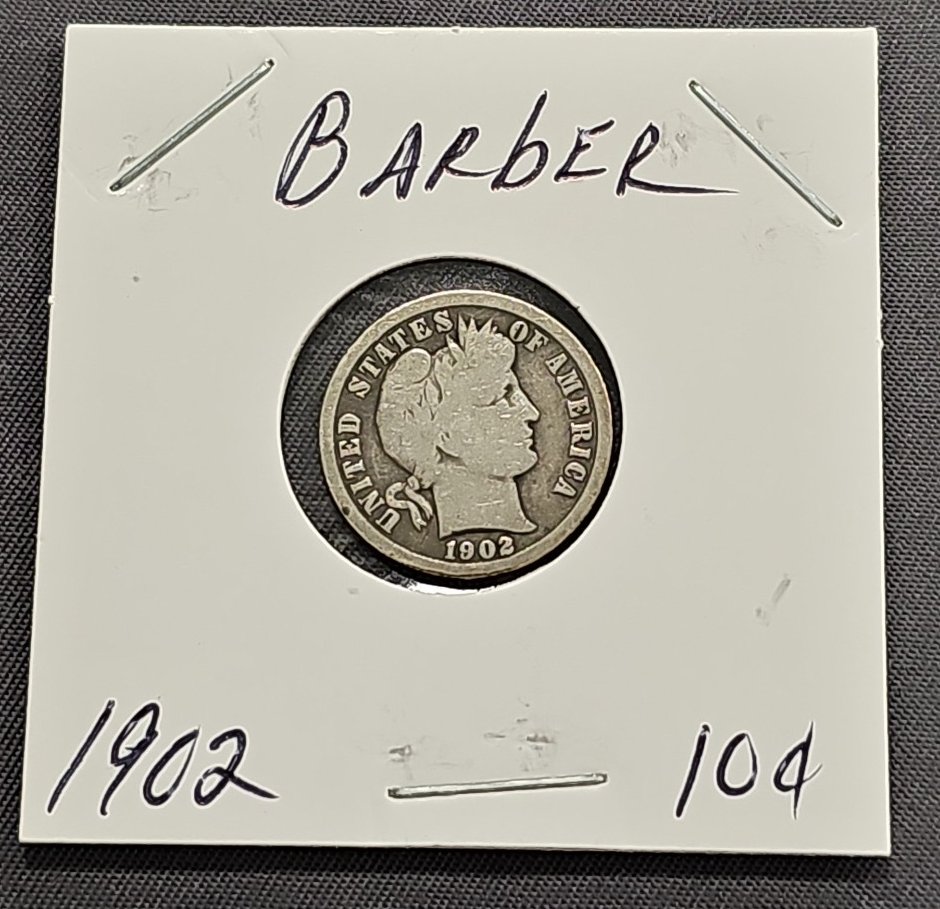 BARbER
UNITED STATES OF AMERICA
1902
1902 10¢